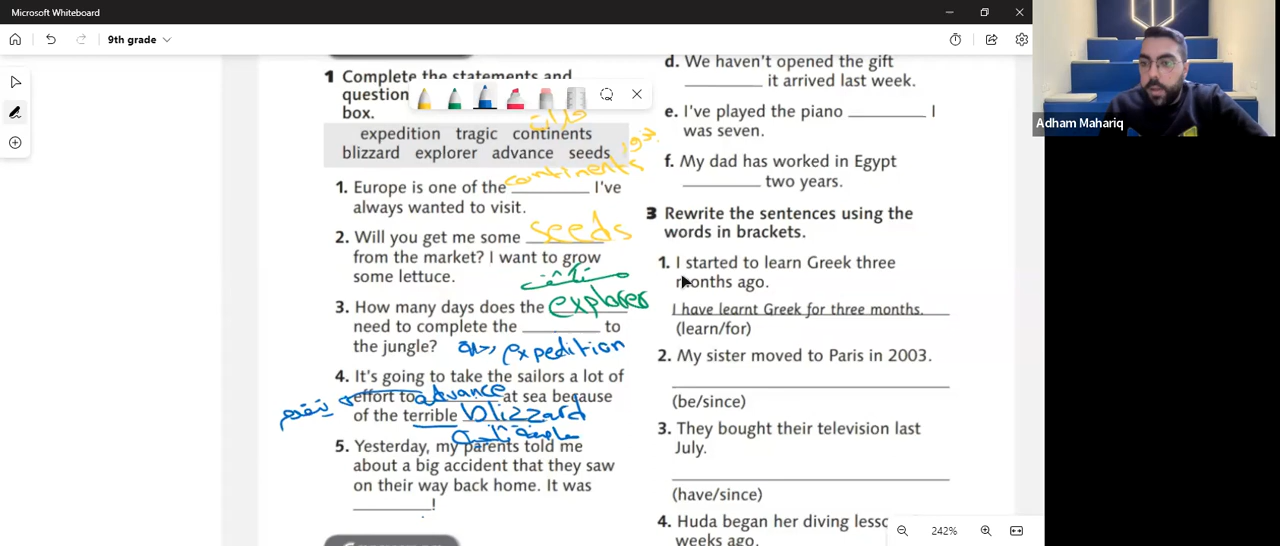 Microsoft Whiteboard
9th grade
1 Complete the statements and
question
box.
قارات
expedition tragic continents
blizzard explorer advance seeds
1. Europe is one of the continents I've
always wanted to visit.
2. Will you get me some seeds
from the market? I want to grow
some lettuce.
3. How many days does the explorer
need to complete the ________ to
the jungle? expedition
4. It's going to take the sailors a lot of
effort to advance at sea because
يتقدم
of the terrible blizzard
5. Yesterday, my parents told me
about a big accident that they saw
on their way back home. It was
________!
d. We haven't opened the gift
________ it arrived last week.
e. I've played the piano ________ I
was seven.
f. My dad has worked in Egypt
________ two years.
3 Rewrite the sentences using the
words in brackets.
1. I started to learn Greek three
months ago.
I have learnt Greek for three months.
(learn/for)
2. My sister moved to Paris in 2003.
(be/since)
3. They bought their television last
July.
(have/since)
4. Huda began her diving
weeks ago.
242%
Adham Mahariq